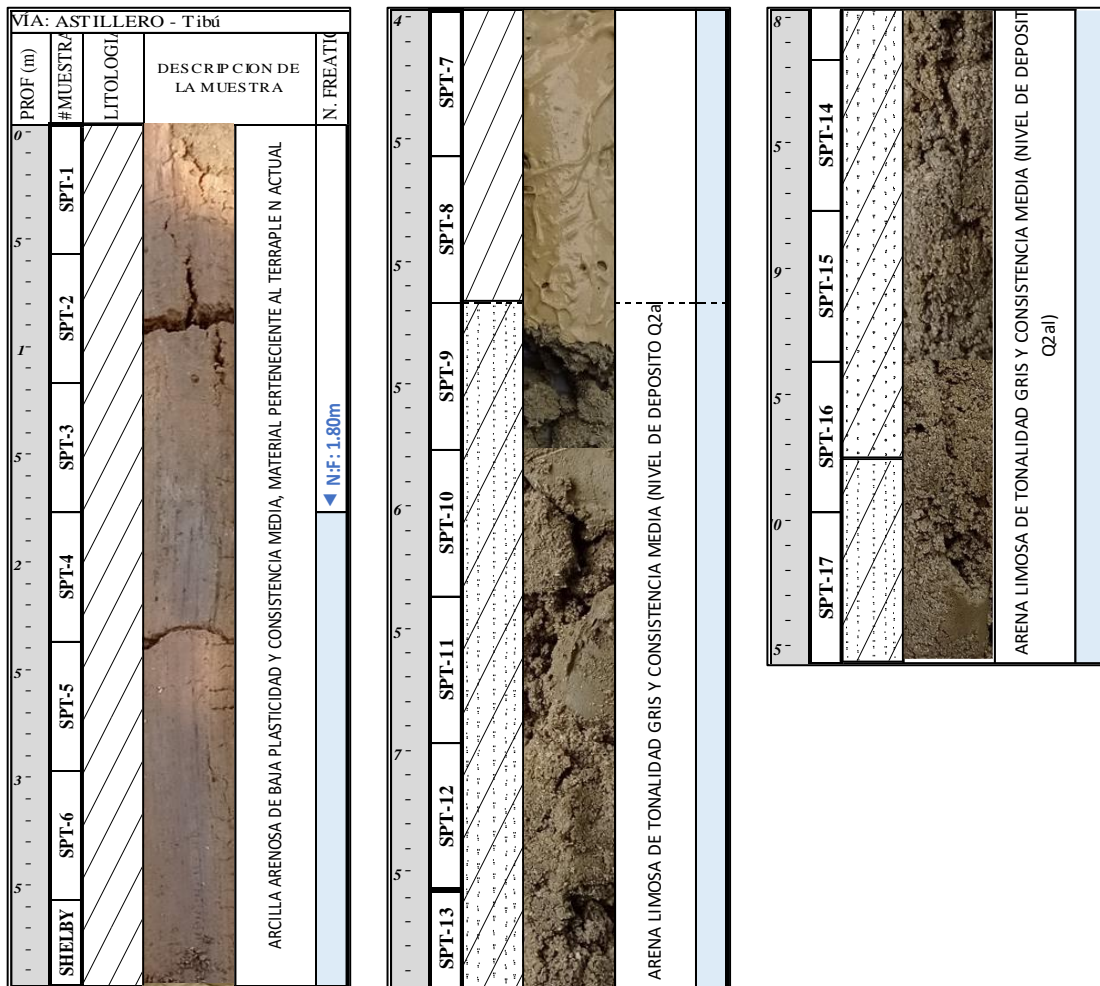 VÍA: ASTILLERO - Tibú
PROF (m)
#MUESTRA
LITOLOGIA
DESCRIPCION DE
LA MUESTRA
N. FREATIC
0
5
1
5
2
5
3
5
SPT-1
SPT-2
SPT-3
SPT-4
SPT-5
SPT-6
SHELBY
ARCILLA ARENOSA DE BAJA PLASTICIDAD Y CONSISTENCIA MEDIA, MATERIAL PERTENECIENTE AL TERRAPLE N ACTUAL
N:F: 1.80m
4
5
5
5
6
5
7
5
SPT-7
SPT-8
SPT-9
SPT-10
SPT-11
SPT-12
SPT-13
ARENA LIMOSA DE TONALIDAD GRIS Y CONSISTENCIA MEDIA (NIVEL DE DEPOSITO Q2a
8
5
9
5
0
5
SPT-14
SPT-15
SPT-16
SPT-17
ARENA LIMOSA DE TONALIDAD GRIS Y CONSISTENCIA MEDIA (NIVEL DE DEPOSIT
Q2al)